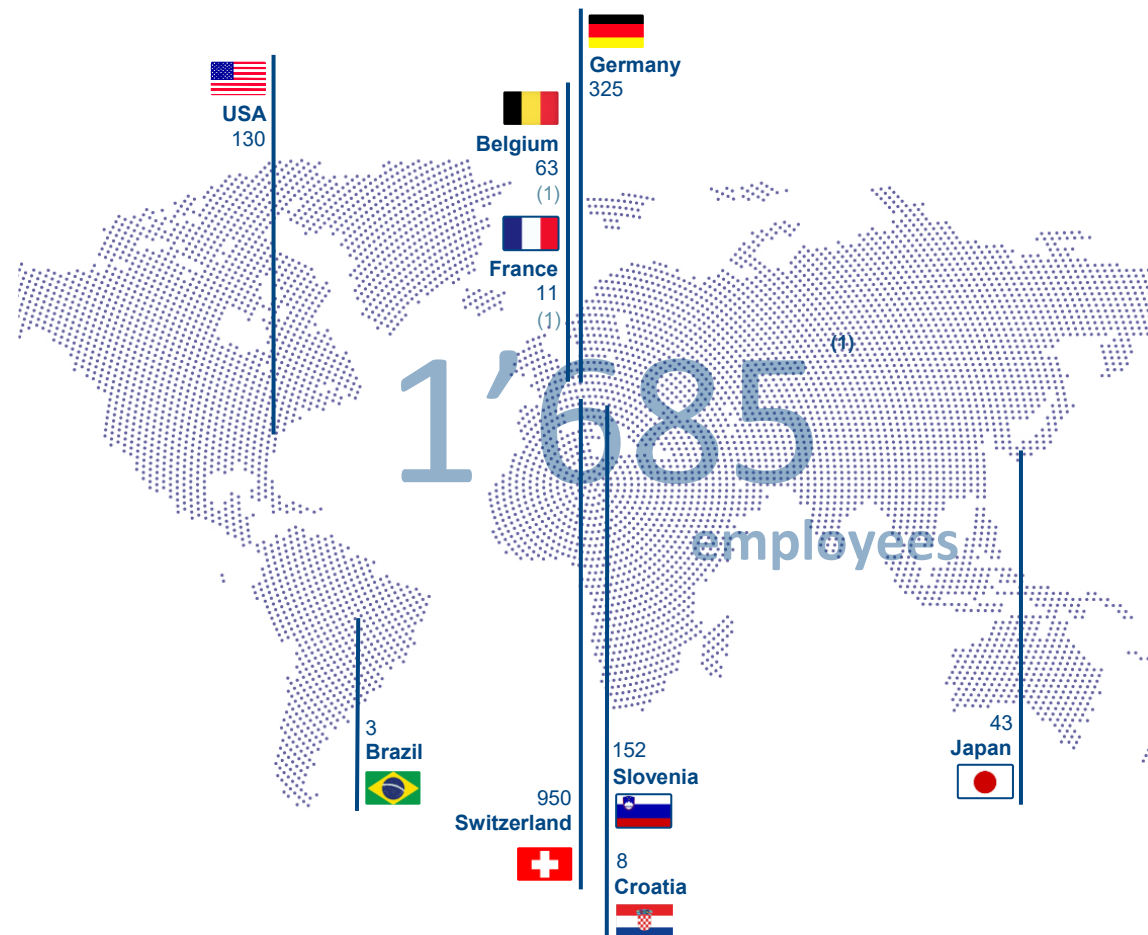 Germany
325
USA
130
Belgium
63
(1)
France
11
(1)
(1)
1’685
employees
3
Brazil
950
Switzerland
152
Slovenia
8
Croatia
43
Japan